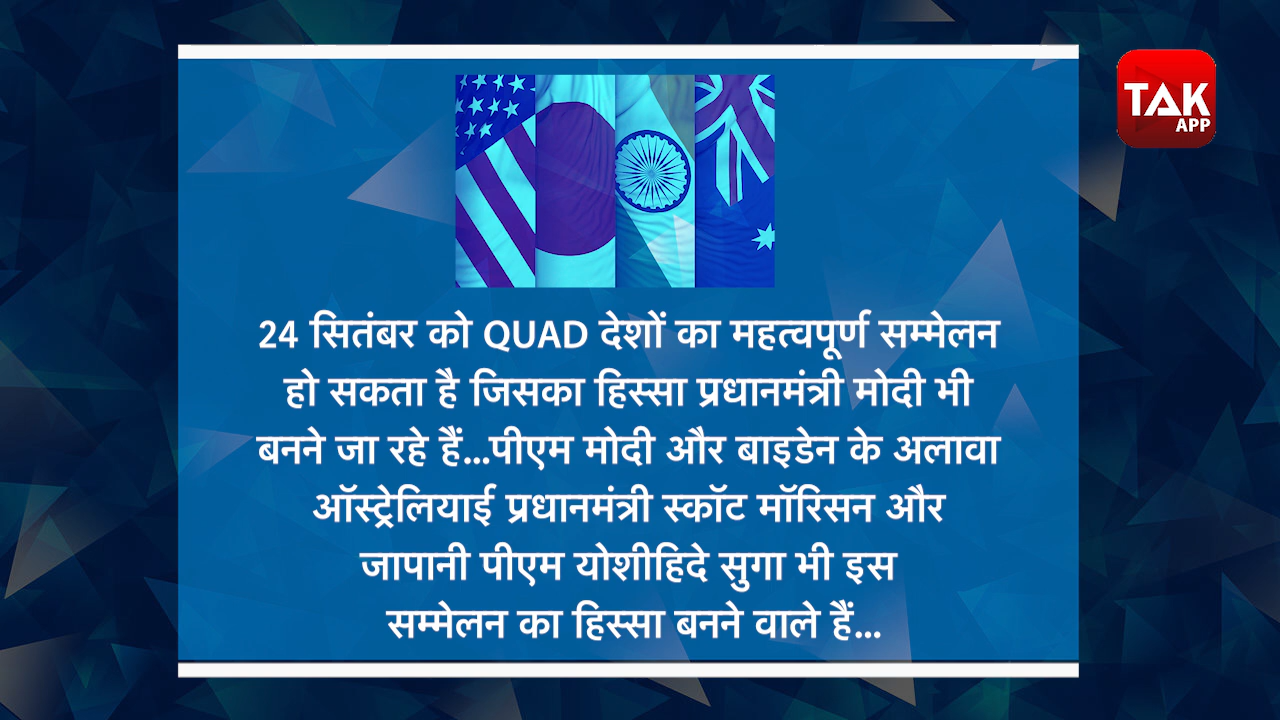 TAK
APP
24 सितंबर को QUAD देशों का महत्वपूर्ण सम्मेलन
हो सकता है जिसका हिस्सा प्रधानमंत्री मोदी भी
बनने जा रहे हैं...पीएम मोदी और बाइडेन के अलावा
ऑस्ट्रेलियाई प्रधानमंत्री स्कॉट मॉरिसन और
जापानी पीएम योशीहिदे सुगा भी इस
सम्मेलन का हिस्सा बनने वाले हैं...